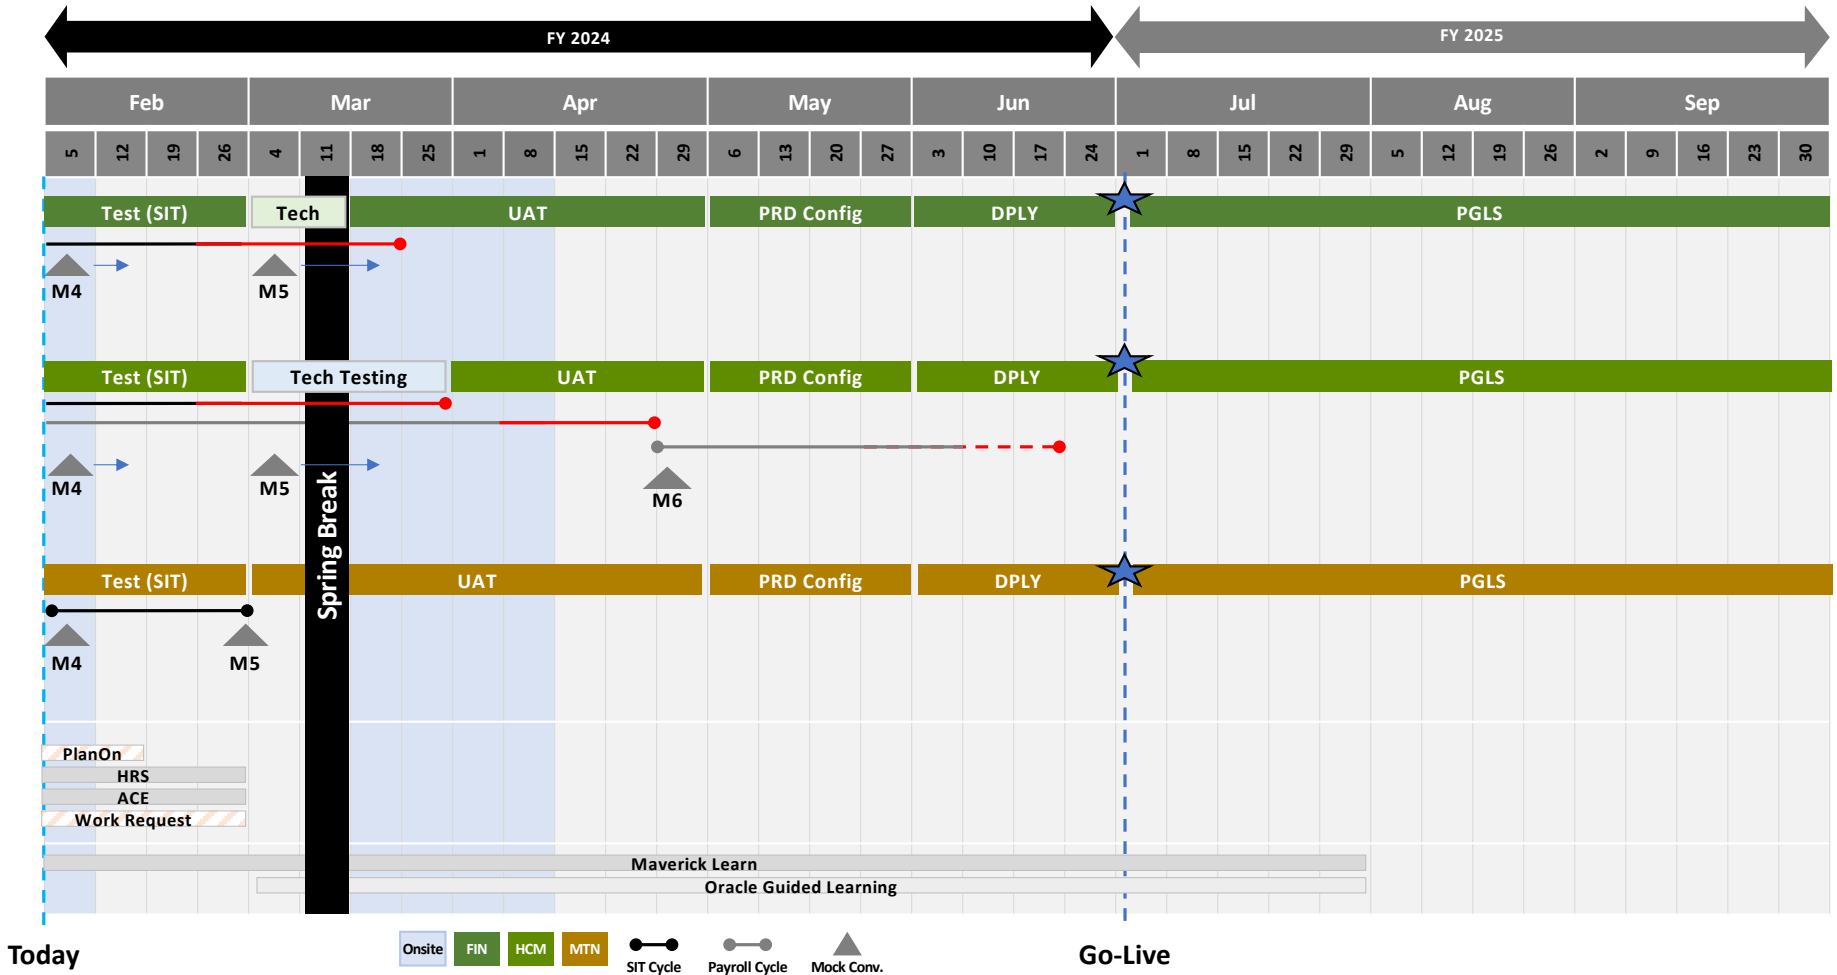 FY 2024
FY 2025
Feb Mar Apr May Jun Jul Aug Sep
5 12 19 26 4 11 18 25 1 8 15 22 29 6 13 20 27 3 10 17 24 1 8 15 22 29 5 12 19 26 2 9 16 23 30
Test (SIT) Tech UAT PRD Config DPLY PGLS
M4 M5
Test (SIT) Tech Testing UAT PRD Config DPLY PGLS
M4 M5 M6
Spring Break
Test (SIT) UAT PRD Config DPLY PGLS
M4 M5
PlanOn
HRS
ACE
Work Request
Maverick Learn
Oracle Guided Learning
Today
Onsite FIN HCM MTN
SIT Cycle Payroll Cycle Mock Conv.
Go-Live